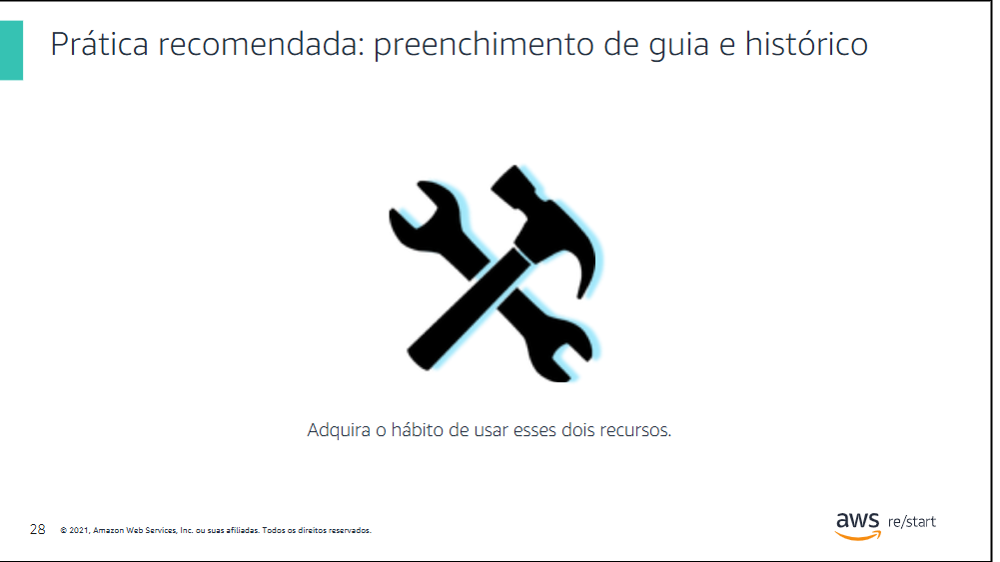 Prática recomendada: preenchimento de guia e histórico
Adquira o hábito de usar esses dois recursos.
28 © 2021, Amazon Web Services, Inc. ou suas afiliadas. Todos os direitos reservados.
aws re/start